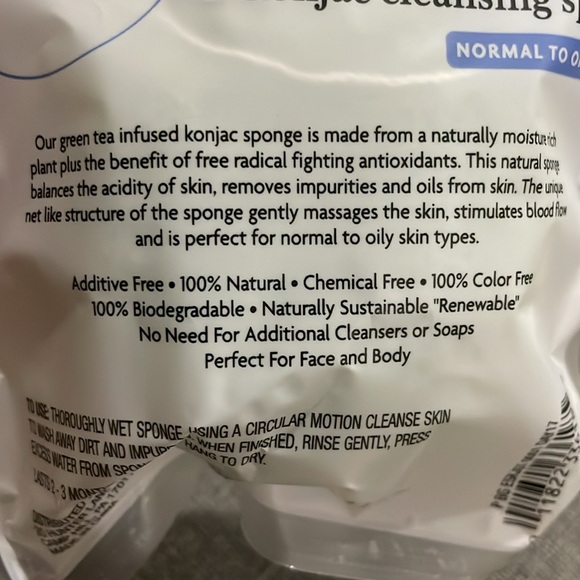 cleansing
NORMAL TO
Our green tea infused konjac sponge is made from a naturally moisture rich
plant plus the benefit of free radical fighting antioxidants. This natural sponge
balances the acidity of skin, removes impurities and oils from skin. The unique
net like structure of the sponge gently massages the skin, stimulates blood flow
and is perfect for normal to oily skin types.
Additive Free • 100% Natural • Chemical Free • 100% Color Free
100% Biodegradable • Naturally Sustainable "Renewable"
No Need For Additional Cleansers or Soaps
Perfect For Face and Body
TO USE: THOROUGHLY WET SPONGE, USING A CIRCULAR MOTION CLEANSE SKIN
TO WASH AWAY DIRT AND WHEN FINISHED, RINSE GENTLY, PRESS
EXCESS WATER FROM HANG TO DRY.
LASTS 2 - 3